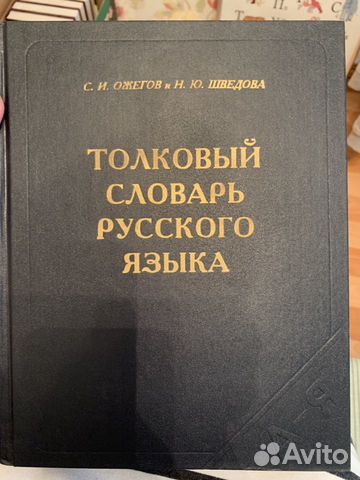 С. И. ОЖЕГОВ и Н. Ю. ШВЕДОВА
ТОЛКОВЫЙ
СЛОВАРЬ
РУССКОГО
ЯЗЫКА
Avito